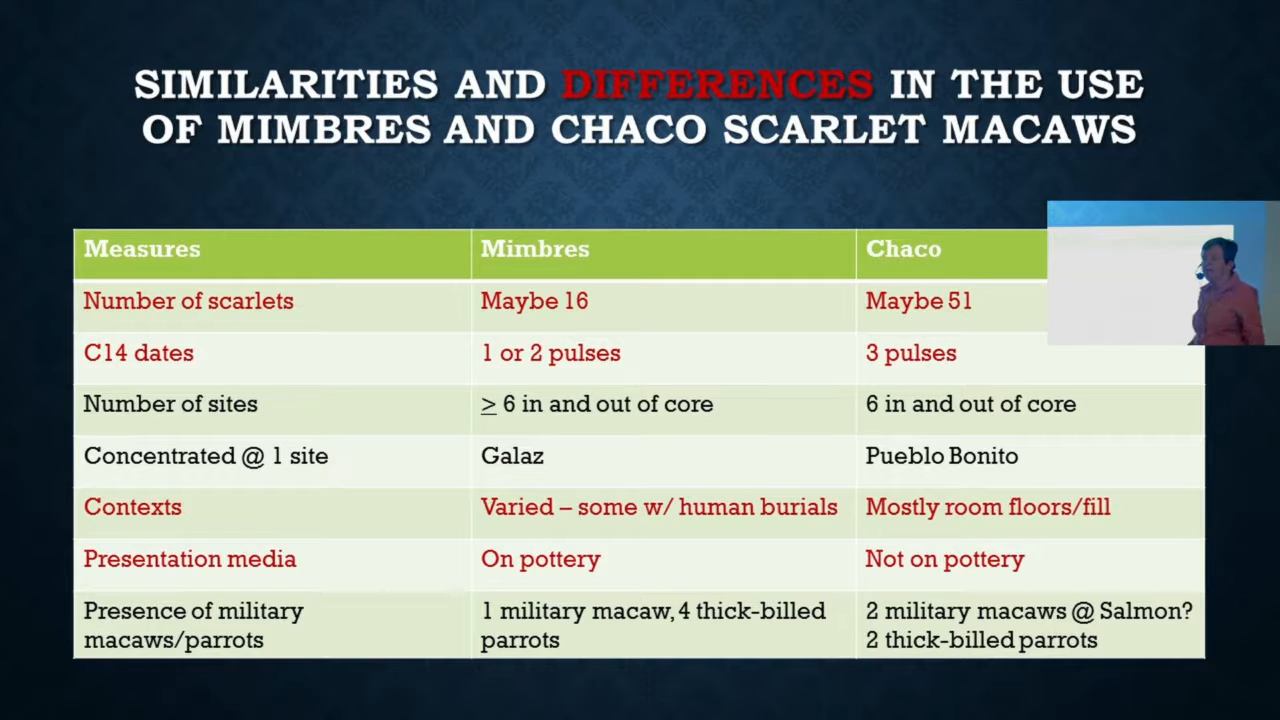 SIMILARITIES AND DIFFERENCES IN THE USE
OF MIMBRES AND CHACO SCARLET MACAWS
Measures Mimbres Chaco
Number of scarlets Maybe 16 Maybe 51
C14 dates 1 or 2 pulses 3 pulses
Number of sites ≥ 6 in and out of core 6 in and out of core
Concentrated @ 1 site Galaz Pueblo Bonito
Contexts Varied – some w/ human burials Mostly room floors/fill
Presentation media On pottery Not on pottery
Presence of military 1 military macaw, 4 thick-billed 2 military macaws @ Salmon?
macaws/parrots parrots 2 thick-billed parrots